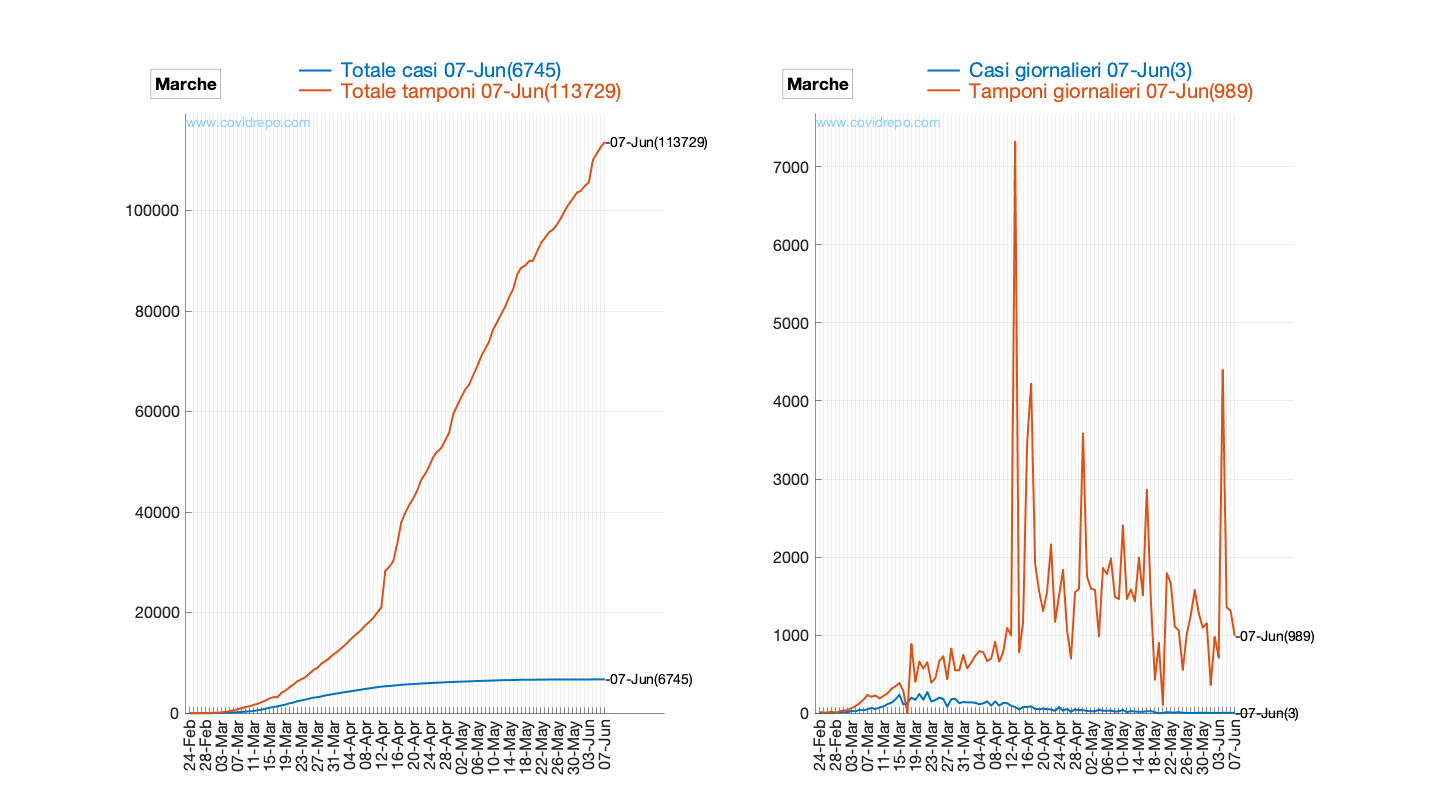 Marche
Totale casi 07-Jun(6745)
Totale tamponi 07-Jun(113729)
www.covidrepo.com
-07-Jun(113729)
100000
80000
60000
40000
20000
-07-Jun(6745)
0
24-Feb
28-Feb
03-Mar
07-Mar
11-Mar
15-Mar
19-Mar
23-Mar
27-Mar
31-Mar
04-Apr
08-Apr
12-Apr
16-Apr
20-Apr
24-Apr
28-Apr
02-May
06-May
10-May
14-May
18-May
22-May
26-May
30-May
03-Jun
07-Jun
Marche
Casi giornalieri 07-Jun(3)
Tamponi giornalieri 07-Jun(989)
www.covidrepo.com
7000
6000
5000
4000
3000
2000
1000
-07-Jun(989)
0
-07-Jun(3)
24-Feb
28-Feb
03-Mar
07-Mar
11-Mar
15-Mar
19-Mar
23-Mar
27-Mar
31-Mar
04-Apr
08-Apr
12-Apr
16-Apr
20-Apr
24-Apr
28-Apr
02-May
06-May
10-May
14-May
18-May
22-May
26-May
30-May
03-Jun
07-Jun